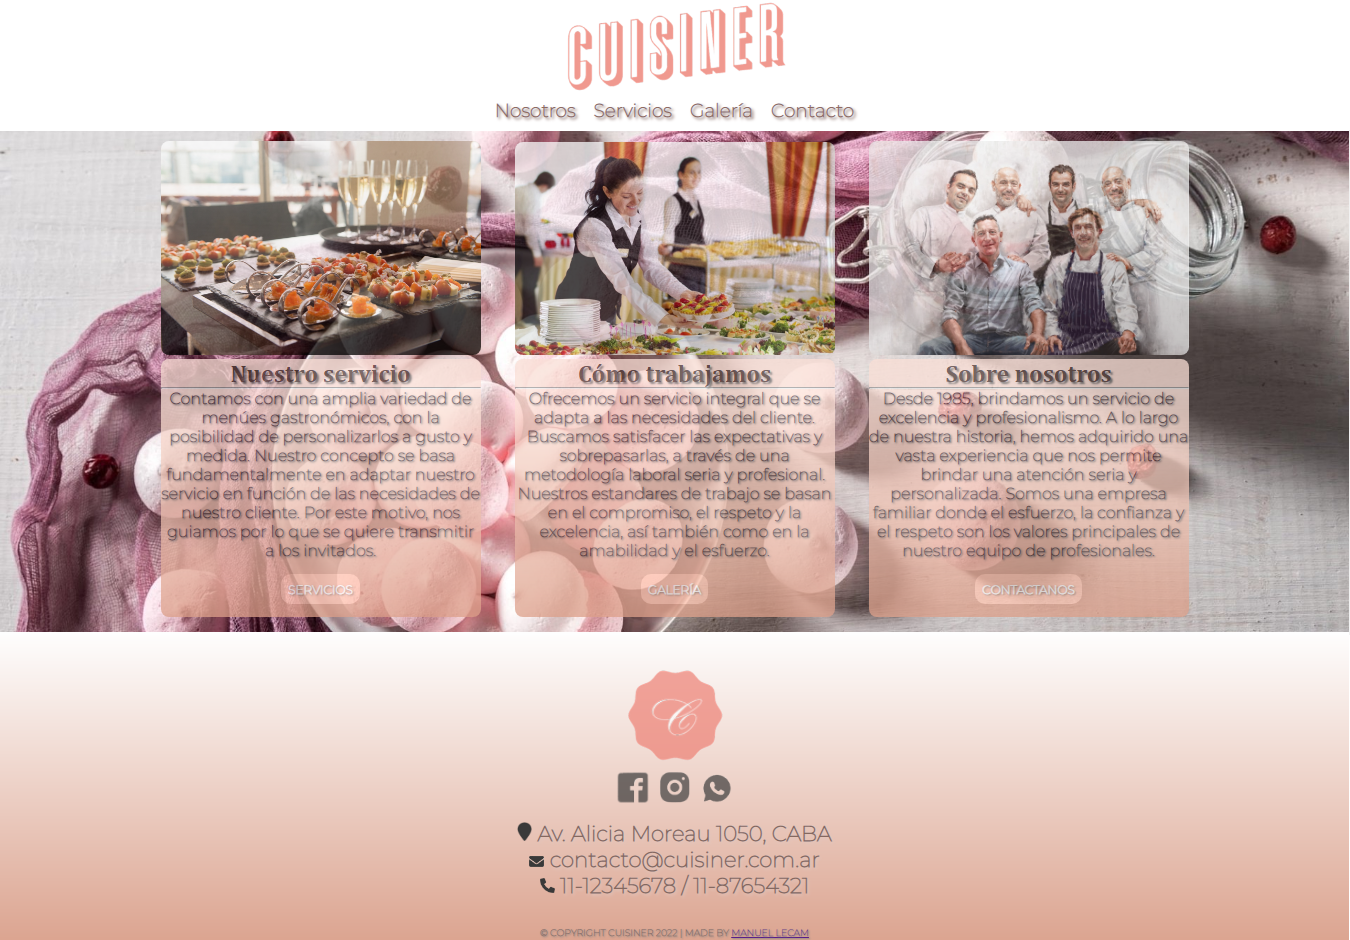 CUISINER
Nosotros Servicios Galería Contacto
Nuestro servicio
Contamos con una amplia variedad de
menúes gastronómicos, con la
posibilidad de personalizarlos a gusto y
medida. Nuestro concepto se basa
fundamentalmente en adaptar nuestro
servicio en función de las necesidades de
nuestro cliente. Por este motivo, nos
guiamos por lo que se quiere transmitir
a los invitados.
SERVICIOS
Cómo trabajamos
Ofrecemos un servicio integral que se
adapta a las necesidades del cliente.
Buscamos satisfacer las expectativas y
sobrepasarlas, a través de una
metodología laboral seria y profesional.
Nuestros estandares de trabajo se basan
en el compromiso, el respeto y la
excelencia, así también como en la
amabilidad y el esfuerzo.
GALERÍA
Sobre nosotros
Desde 1985, brindamos un servicio de
excelencia y profesionalismo. A lo largo
de nuestra historia, hemos adquirido una
vasta experiencia que nos permite
brindar una atención seria y
personalizada. Somos una empresa
familiar donde el esfuerzo, la confianza y
el respeto son los valores principales de
nuestro equipo de profesionales.
CONTACTANOS
C
Av. Alicia Moreau 1050, CABA
contacto@cuisiner.com.ar
11-12345678 / 11-87654321
© COPYRIGHT CUISINER 2022 | MADE BY MANUEL LECAM